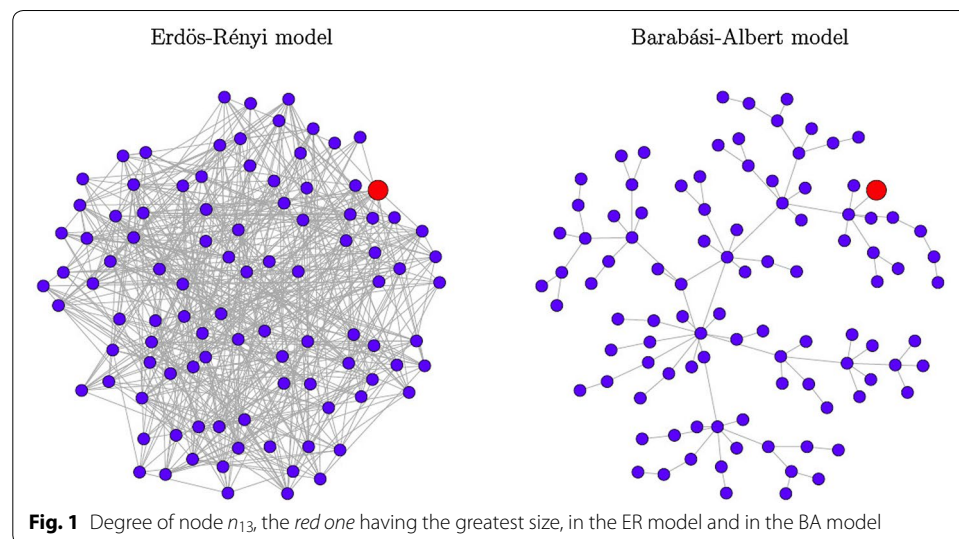 Erdös-Rényi model
Barabási-Albert model
Fig. 1 Degree of node n13, the red one having the greatest size, in the ER model and in the BA model